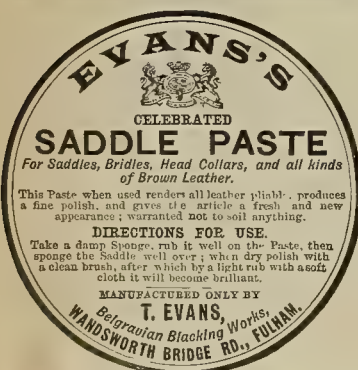 EVANS'S
CELEBRATED
SADDLE PASTE
For Saddles, Bridles, Head Collars, and all kinds
of Brown Leather.
This Paste when used renders all leather pliable, produces
a fine polish, and gives the article a fresh and new
appearance ; warranted not to soil anything.
DIRECTIONS FOR USE.
Take a damp Sponge, rub it well on the Paste, then
sponge the Saddle well over ; when dry polish with
a clean brush, after which by a light rub with a soft
cloth it will become brilliant.
MANUFACTURED ONLY BY
T. EVANS,
Belgravian Blacking Works,
WANDSWORTH BRIDGE RD., FULHAM.